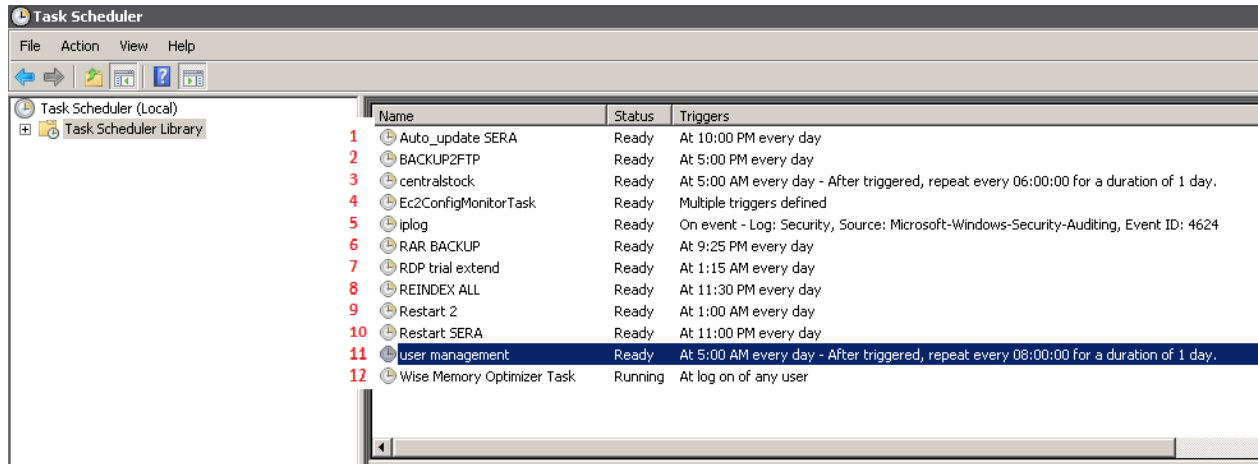 Task Scheduler
File Action View Help
Task Scheduler (Local)
Task Scheduler Library
Name Status Triggers
1 Auto_update SERA Ready At 10:00 PM every day
2 BACKUP2FTP Ready At 5:00 PM every day
3 centralstock Ready At 5:00 AM every day - After triggered, repeat every 06:00:00 for a duration of 1 day.
4 Ec2ConfigMonitorTask Ready Multiple triggers defined
5 iplog Ready On event - Log: Security, Source: Microsoft-Windows-Security-Auditing, Event ID: 4624
6 RAR BACKUP Ready At 9:25 PM every day
7 RDP trial extend Ready At 1:15 AM every day
8 REINDEX ALL Ready At 11:30 PM every day
9 Restart 2 Ready At 1:00 AM every day
10 Restart SERA Ready At 11:00 PM every day
11 user management Ready At 5:00 AM every day - After triggered, repeat every 08:00:00 for a duration of 1 day.
12 Wise Memory Optimizer Task Running At log on of any user